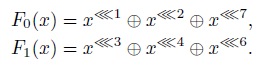 F₀(x) = x^{⋘1} ⊕ x^{⋘2} ⊕ x^{⋘7},
F₁(x) = x^{⋘3} ⊕ x^{⋘4} ⊕ x^{⋘6}.